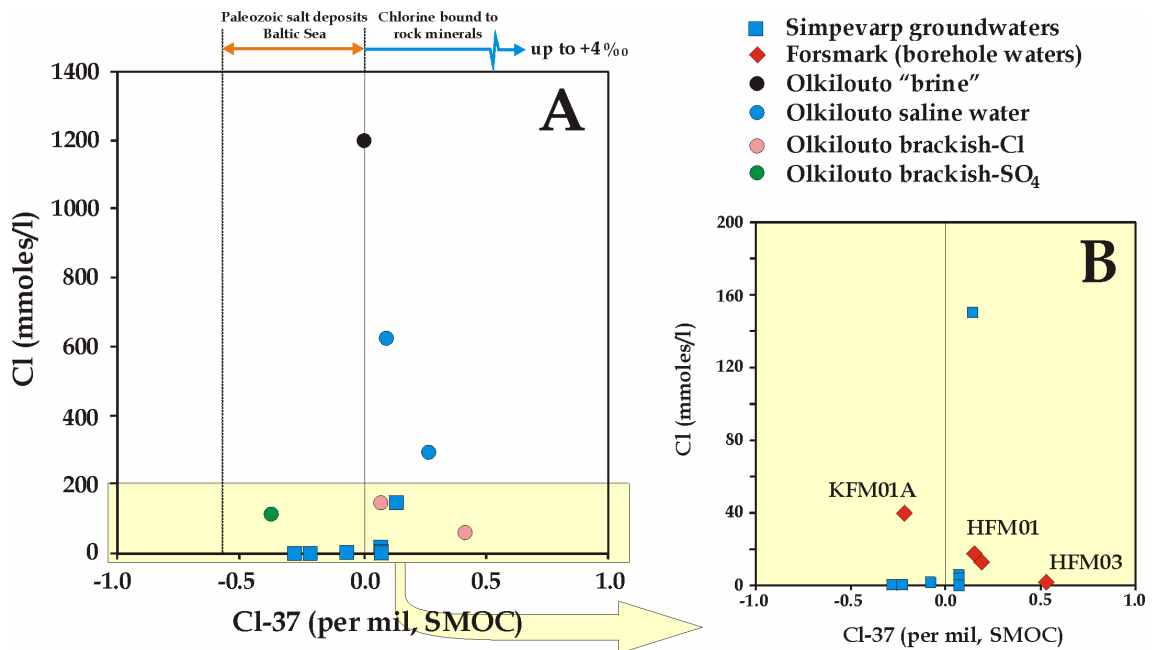 Paleozoic salt deposits
Baltic Sea
Chlorine bound to
rock minerals
up to +4‰
Simpevarp groundwaters
Forsmark (borehole waters)
Olkilouto “brine”
Olkilouto saline water
Olkilouto brackish-Cl
Olkilouto brackish-SO₄
A
1400
1200
1000
800
600
400
200
0
Cl (mmoles/l)
-1.0
-0.5
0.0
0.5
1.0
Cl-37 (per mil, SMOC)
B
200
160
120
80
40
0
Cl (mmoles/l)
KFM01A
HFM01
HFM03
-1.0
-0.5
0.0
0.5
1.0
Cl-37 (per mil, SMOC)